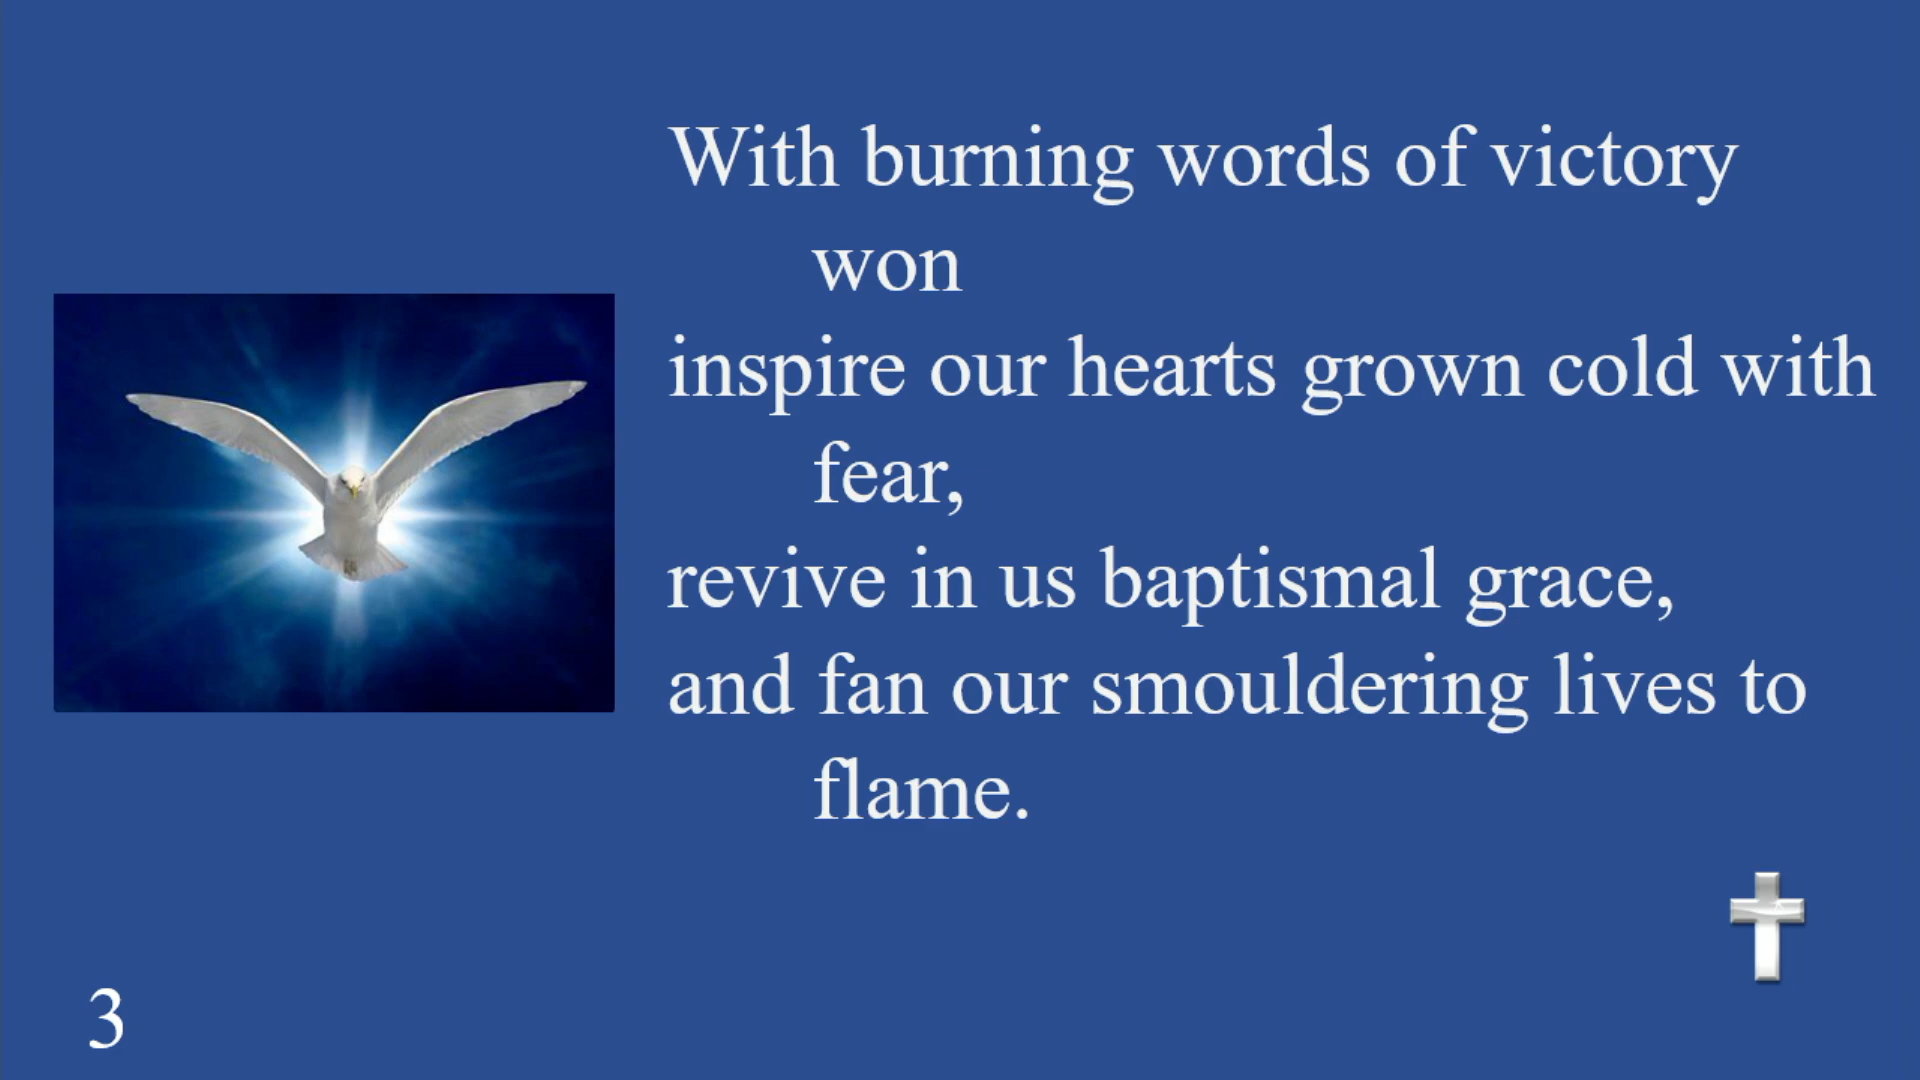 With burning words of victory
won
inspire our hearts grown cold with
fear,
revive in us baptismal grace,
and fan our smouldering lives to
flame.
3